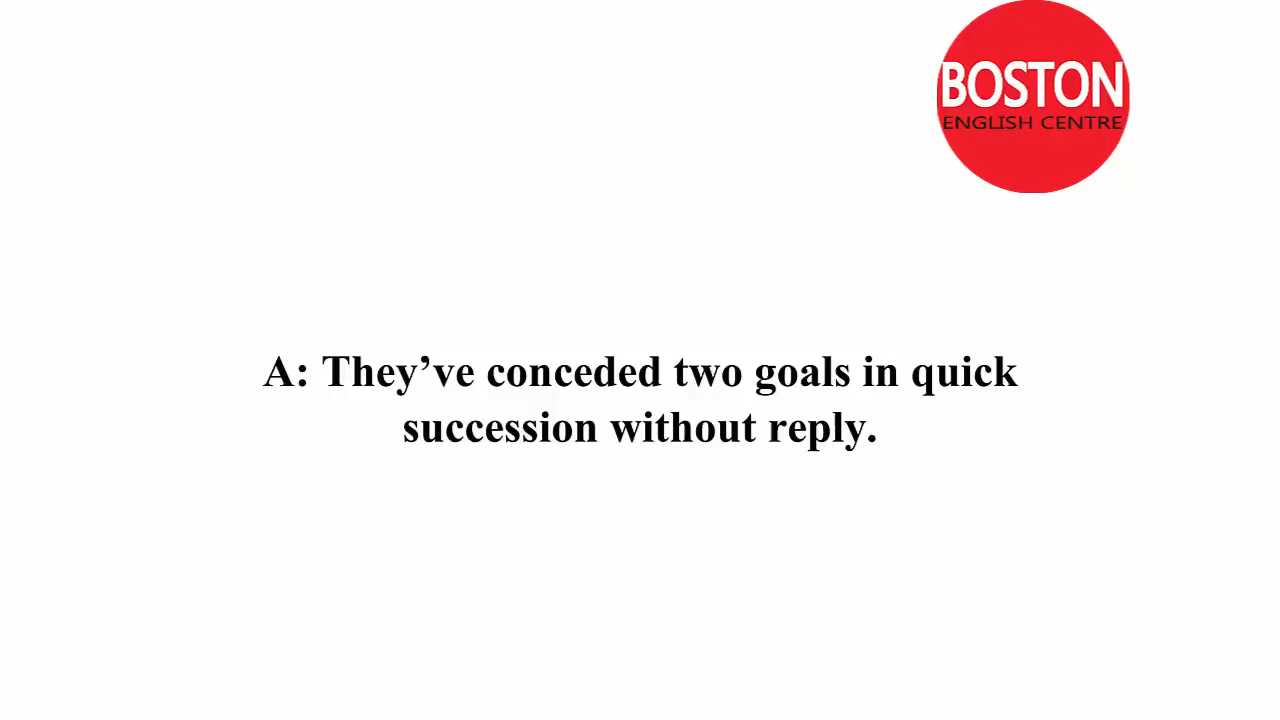 BOSTON
ENGLISH CENTRE
A: They’ve conceded two goals in quick
succession without reply.